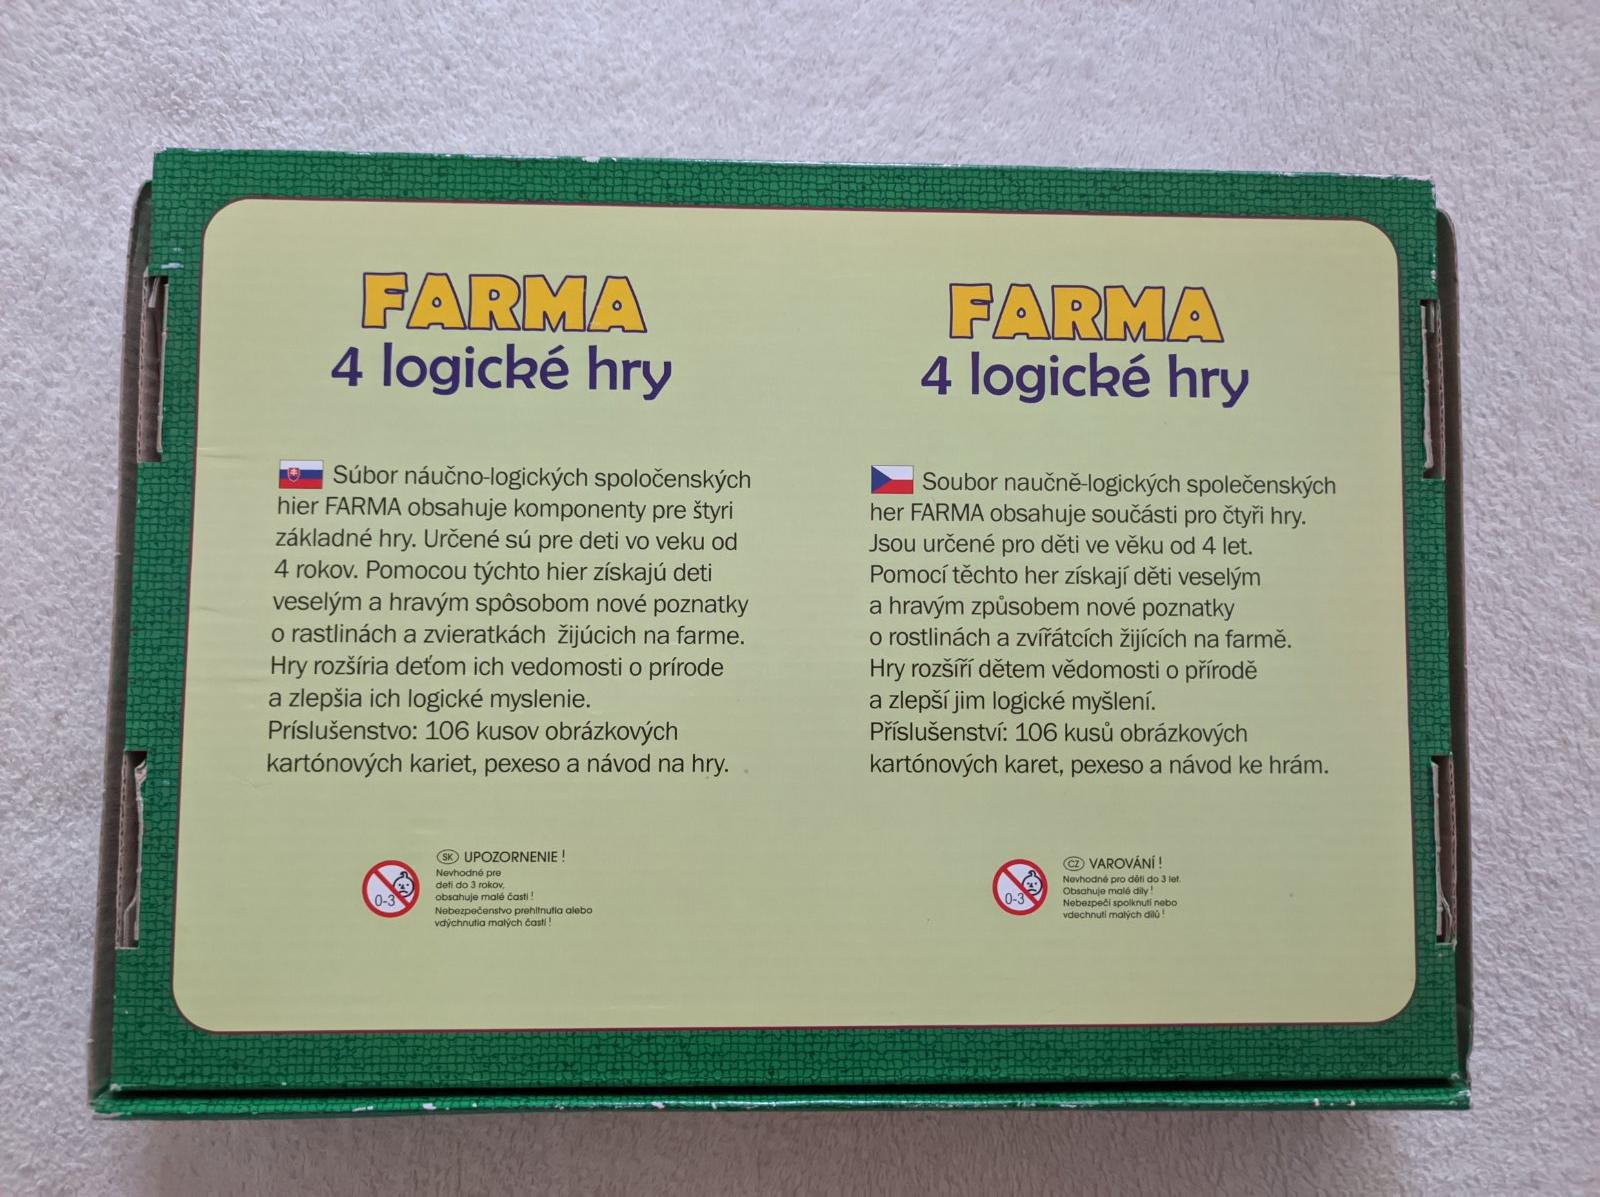 FARMA
4 logické hry
Súbor náučno-logických spoločenských
hier FARMA obsahuje komponenty pre štyri
základné hry. Určené sú pre deti vo veku od
4 rokov. Pomocou týchto hier získajú deti
veselým a hravým spôsobom nové poznatky
o rastlinách a zvieratkách žijúcich na farme.
Hry rozšíria deťom ich vedomosti o prírode
a zlepšia ich logické myslenie.
Príslušenstvo: 106 kusov obrázkových
kartónových kariet, pexeso a návod na hry.
0-3
SK UPOZORNENIE !
Nevhodné pre
deti do 3 rokov,
obsahuje malé časti !
Nebezpečenstvo prehltnutia alebo
vdýchnutia malých častí !
FARMA
4 logické hry
Soubor naučně-logických společenských
her FARMA obsahuje součásti pro čtyři hry.
Jsou určené pro děti ve věku od 4 let.
Pomocí těchto her získají děti veselým
a hravým způsobem nové poznatky
o rostlinách a zvířátcích žijících na farmě.
Hry rozšíří dětem vědomosti o přírodě
a zlepší jim logické myšlení.
Příslušenství: 106 kusů obrázkových
kartónových karet, pexeso a návod ke hrám.
0-3
CZ VAROVÁNÍ !
Nevhodné pro děti do 3 let.
Obsahuje malé díly !
Nebezpečí spolknutí nebo
vdechnutí malých dílů !